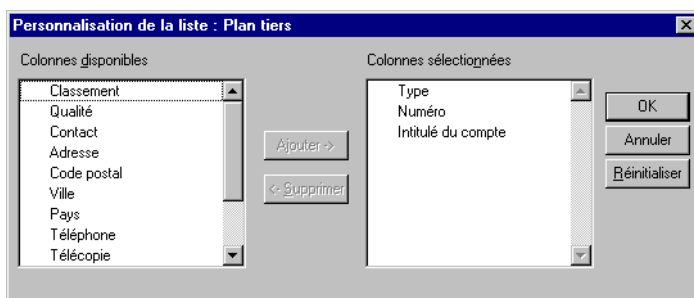 Personnalisation de la liste : Plan tiers
Colonnes disponibles
Classement
Qualité
Contact
Adresse
Code postal
Ville
Pays
Téléphone
Télécopie
Ajouter ->
<- Supprimer
Colonnes sélectionnées
Type
Numéro
Intitulé du compte
OK
Annuler
Réinitialiser